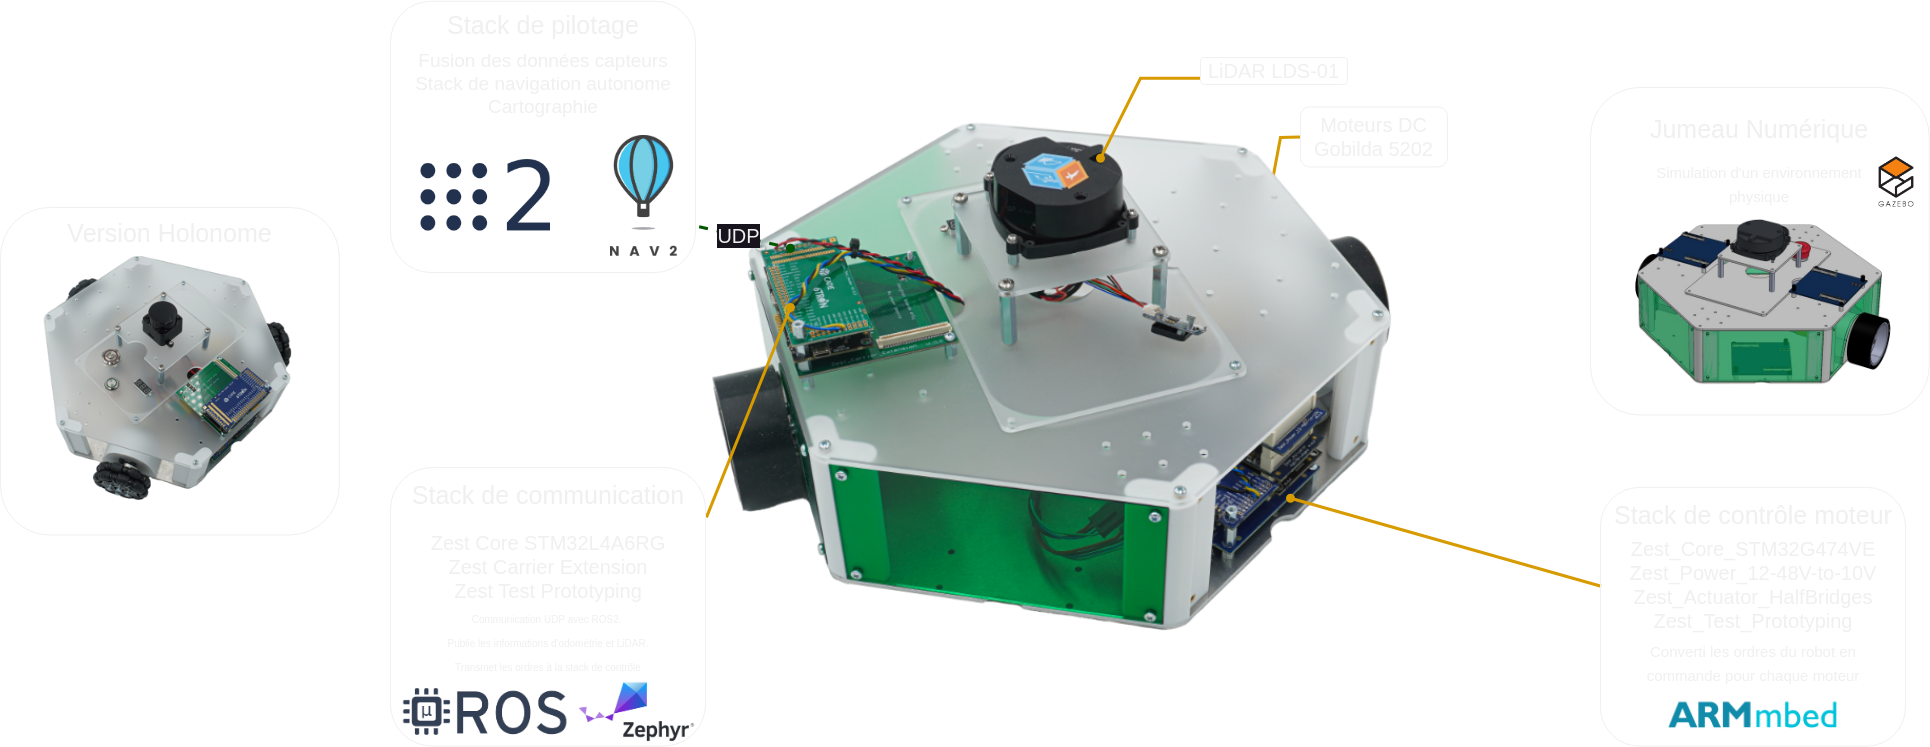 Stack de pilotage
Fusion des données capteurs
Stack de navigation autonome
Cartographie
2
NAV2
UDP
LiDAR LDS-01
Moteurs DC
Gobilda 5202
Jumeau Numérique
Simulation d'un environnement
physique
GAZEBO
Version Holonome
CATIE
6TRON
Stack de communication
Zest Core STM32L4A6RG
Zest Carrier Extension
Zest Test Prototyping
Communication UDP avec ROS2.
Publie les informations d'odométrie et LiDAR.
Transmet les ordres à la stack de contrôle
µ ROS
Zephyr
Stack de contrôle moteur
Zest_Core_STM32G474VE
Zest_Power_12-48V-to-10V
Zest_Actuator_HalfBridges
Zest_Test_Prototyping
Converti les ordres du robot en
commande pour chaque moteur
ARMmbed